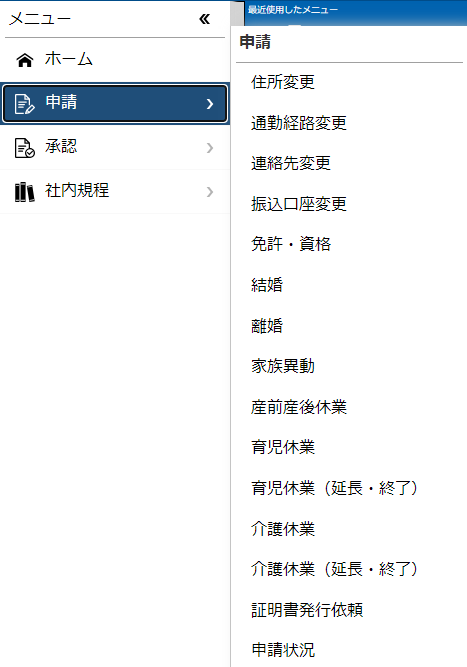 メニュー
«
ホーム
申請
承認
社内規程
最近使用したメニュー
申請
住所変更
通勤経路変更
連絡先変更
振込口座変更
免許・資格
結婚
離婚
家族異動
産前産後休業
育児休業
育児休業（延長・終了）
介護休業
介護休業（延長・終了）
証明書発行依頼
申請状況